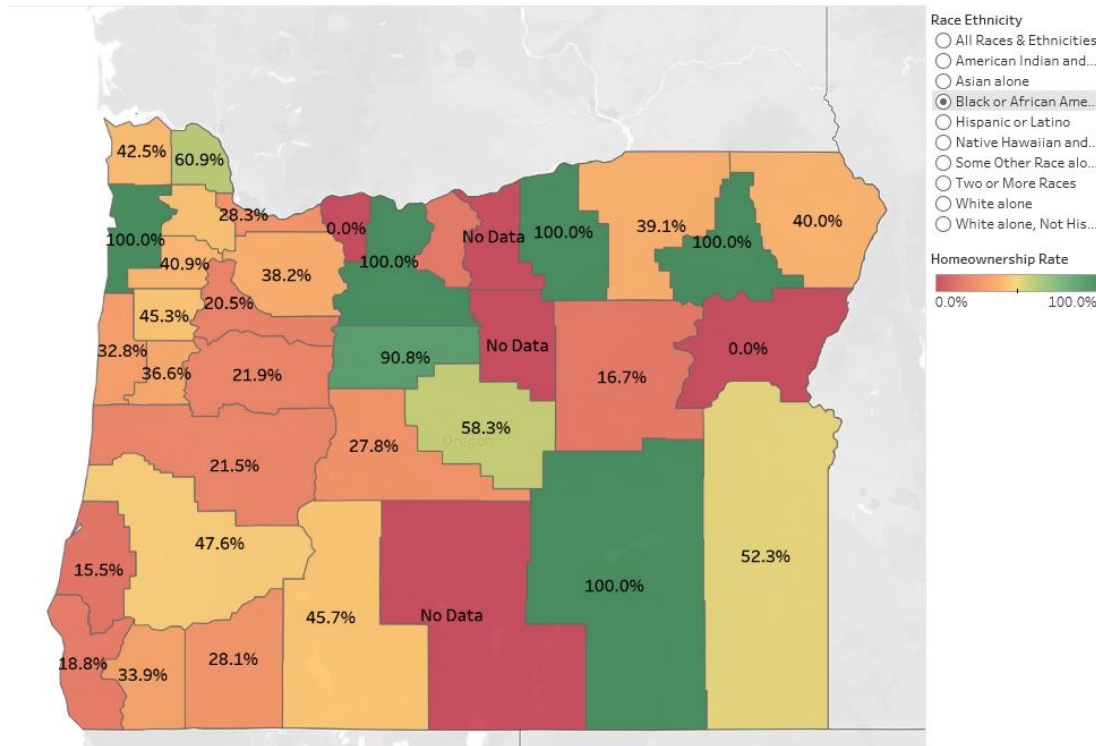 Race Ethnicity
All Races & Ethnicities
American Indian and...
Asian alone
Black or African Ame...
Hispanic or Latino
Native Hawaiian and...
Some Other Race alo...
Two or More Races
White alone
White alone, Not His...
Homeownership Rate
0.0% 100.0%
42.5%
60.9%
28.3%
0.0%
No Data
100.0%
39.1%
40.0%
100.0%
100.0%
100.0%
40.9%
38.2%
20.5%
45.3%
32.8%
36.6%
21.9%
90.8%
No Data
16.7%
0.0%
58.3%
Oregon
27.8%
21.5%
47.6%
15.5%
52.3%
100.0%
45.7%
No Data
18.8%
33.9%
28.1%